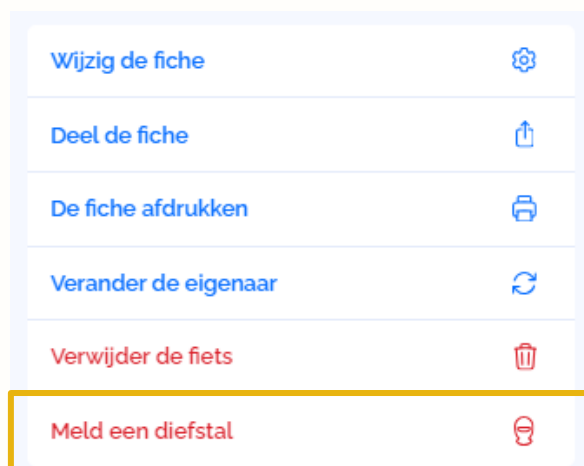 Wijzig de fiche
Deel de fiche
De fiche afdrukken
Verander de eigenaar
Verwijder de fiets
Meld een diefstal